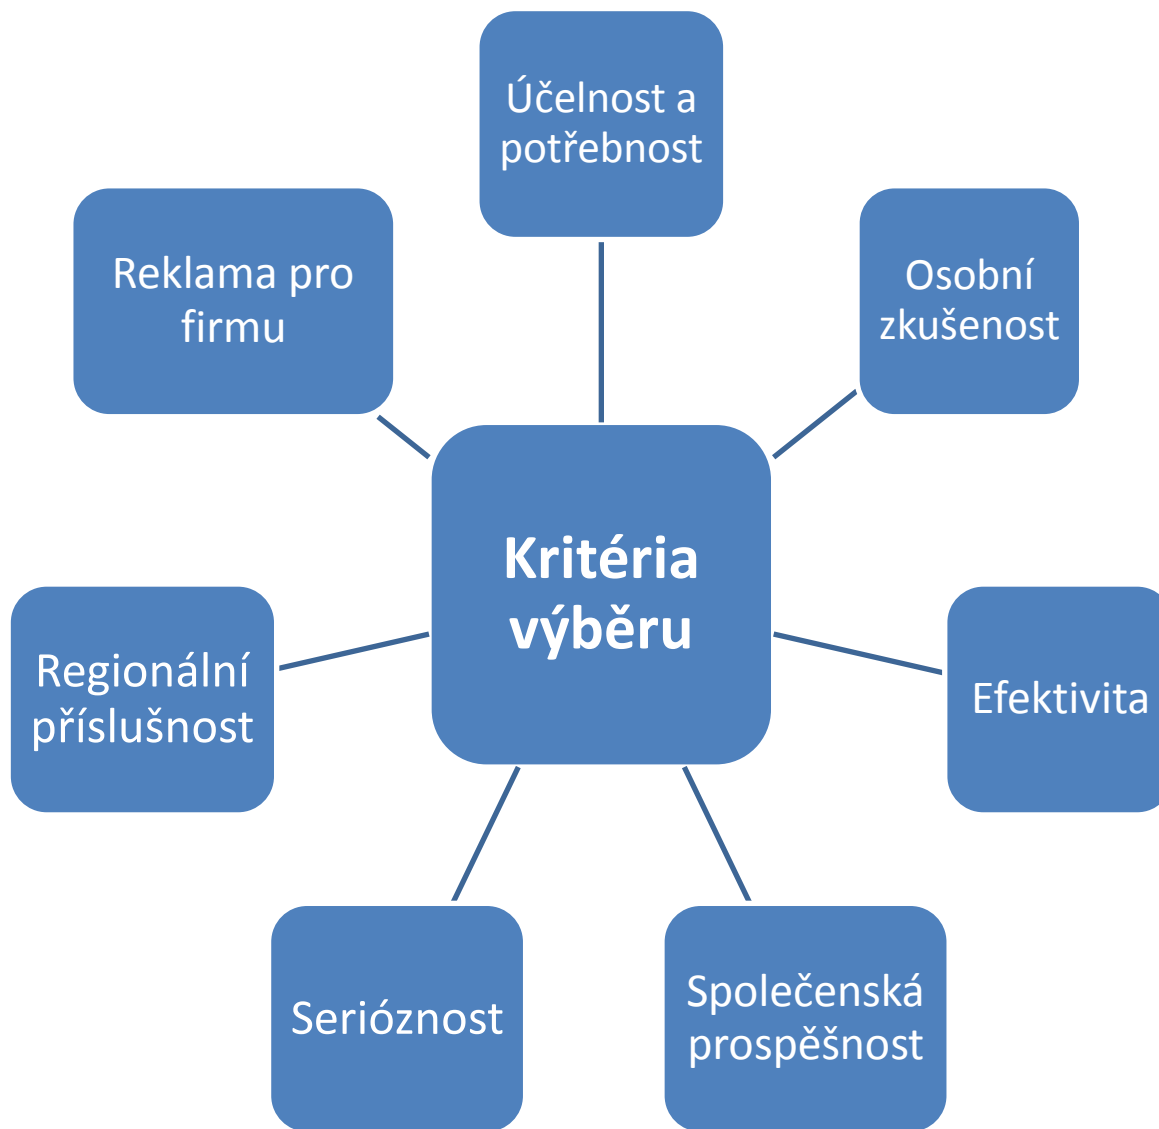 Účelnost a
potřebnost
Reklama pro
firmu
Osobní
zkušenost
Kritéria
výběru
Regionální
příslušnost
Efektivita
Serióznost
Společenská
prospěšnost